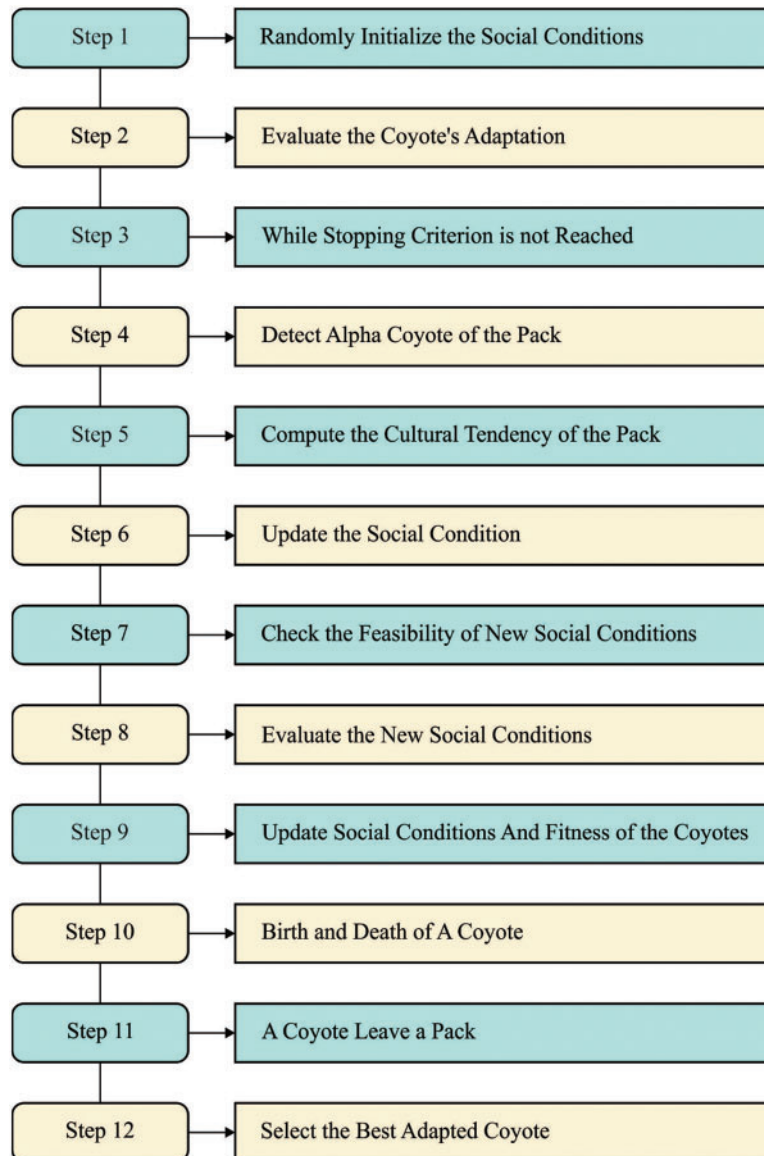 Step 1
Randomly Initialize the Social Conditions
Step 2
Evaluate the Coyote's Adaptation
Step 3
While Stopping Criterion is not Reached
Step 4
Detect Alpha Coyote of the Pack
Step 5
Compute the Cultural Tendency of the Pack
Step 6
Update the Social Condition
Step 7
Check the Feasibility of New Social Conditions
Step 8
Evaluate the New Social Conditions
Step 9
Update Social Conditions And Fitness of the Coyotes
Step 10
Birth and Death of A Coyote
Step 11
A Coyote Leave a Pack
Step 12
Select the Best Adapted Coyote